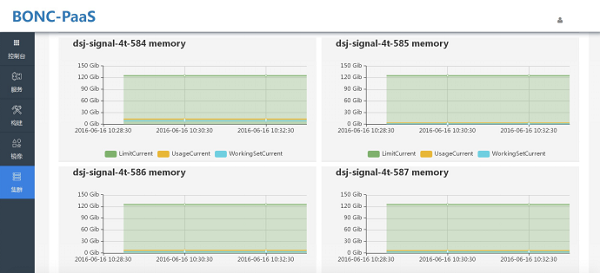 BONC-PaaS
控制台
服务
构建
镜像
监群
dsj-signal-4t-584 memory
150 Gib
120 Gib
90 Gib
60 Gib
30 Gib
0 Gib
2016-06-16 10:28:30 2016-06-16 10:30:30 2016-06-16 10:32:30
LimitCurrent UsageCurrent WorkingSetCurrent
dsj-signal-4t-585 memory
150 Gib
120 Gib
90 Gib
60 Gib
30 Gib
0 Gib
2016-06-16 10:28:30 2016-06-16 10:30:30 2016-06-16 10:32:30
LimitCurrent UsageCurrent WorkingSetCurrent
dsj-signal-4t-586 memory
150 Gib
120 Gib
90 Gib
60 Gib
30 Gib
0 Gib
2016-06-16 10:28:30 2016-06-16 10:30:30 2016-06-16 10:32:30
dsj-signal-4t-587 memory
150 Gib
120 Gib
90 Gib
60 Gib
30 Gib
0 Gib
2016-06-16 10:28:30 2016-06-16 10:30:30 2016-06-16 10:32:30